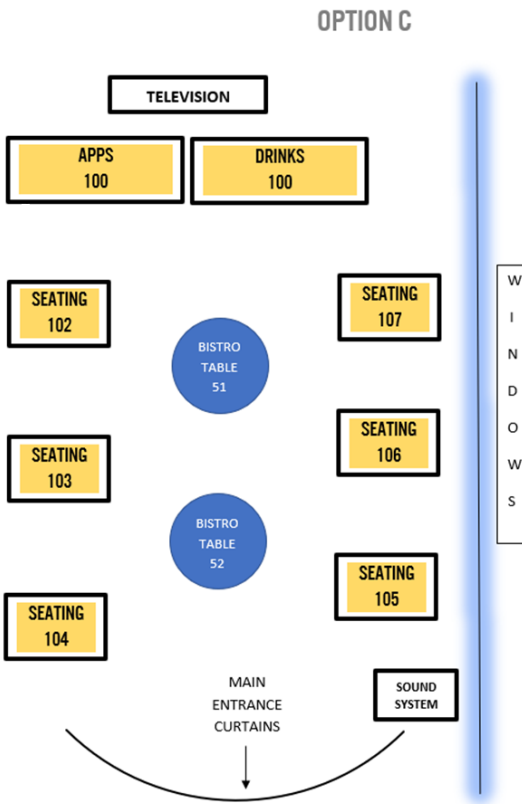 OPTION C
TELEVISION
APPS
100
DRINKS
100
SEATING
102
SEATING
107
BISTRO
TABLE
51
SEATING
103
SEATING
106
BISTRO
TABLE
52
SEATING
104
SEATING
105
MAIN
ENTRANCE
CURTAINS
SOUND
SYSTEM
W
I
N
D
O
W
S